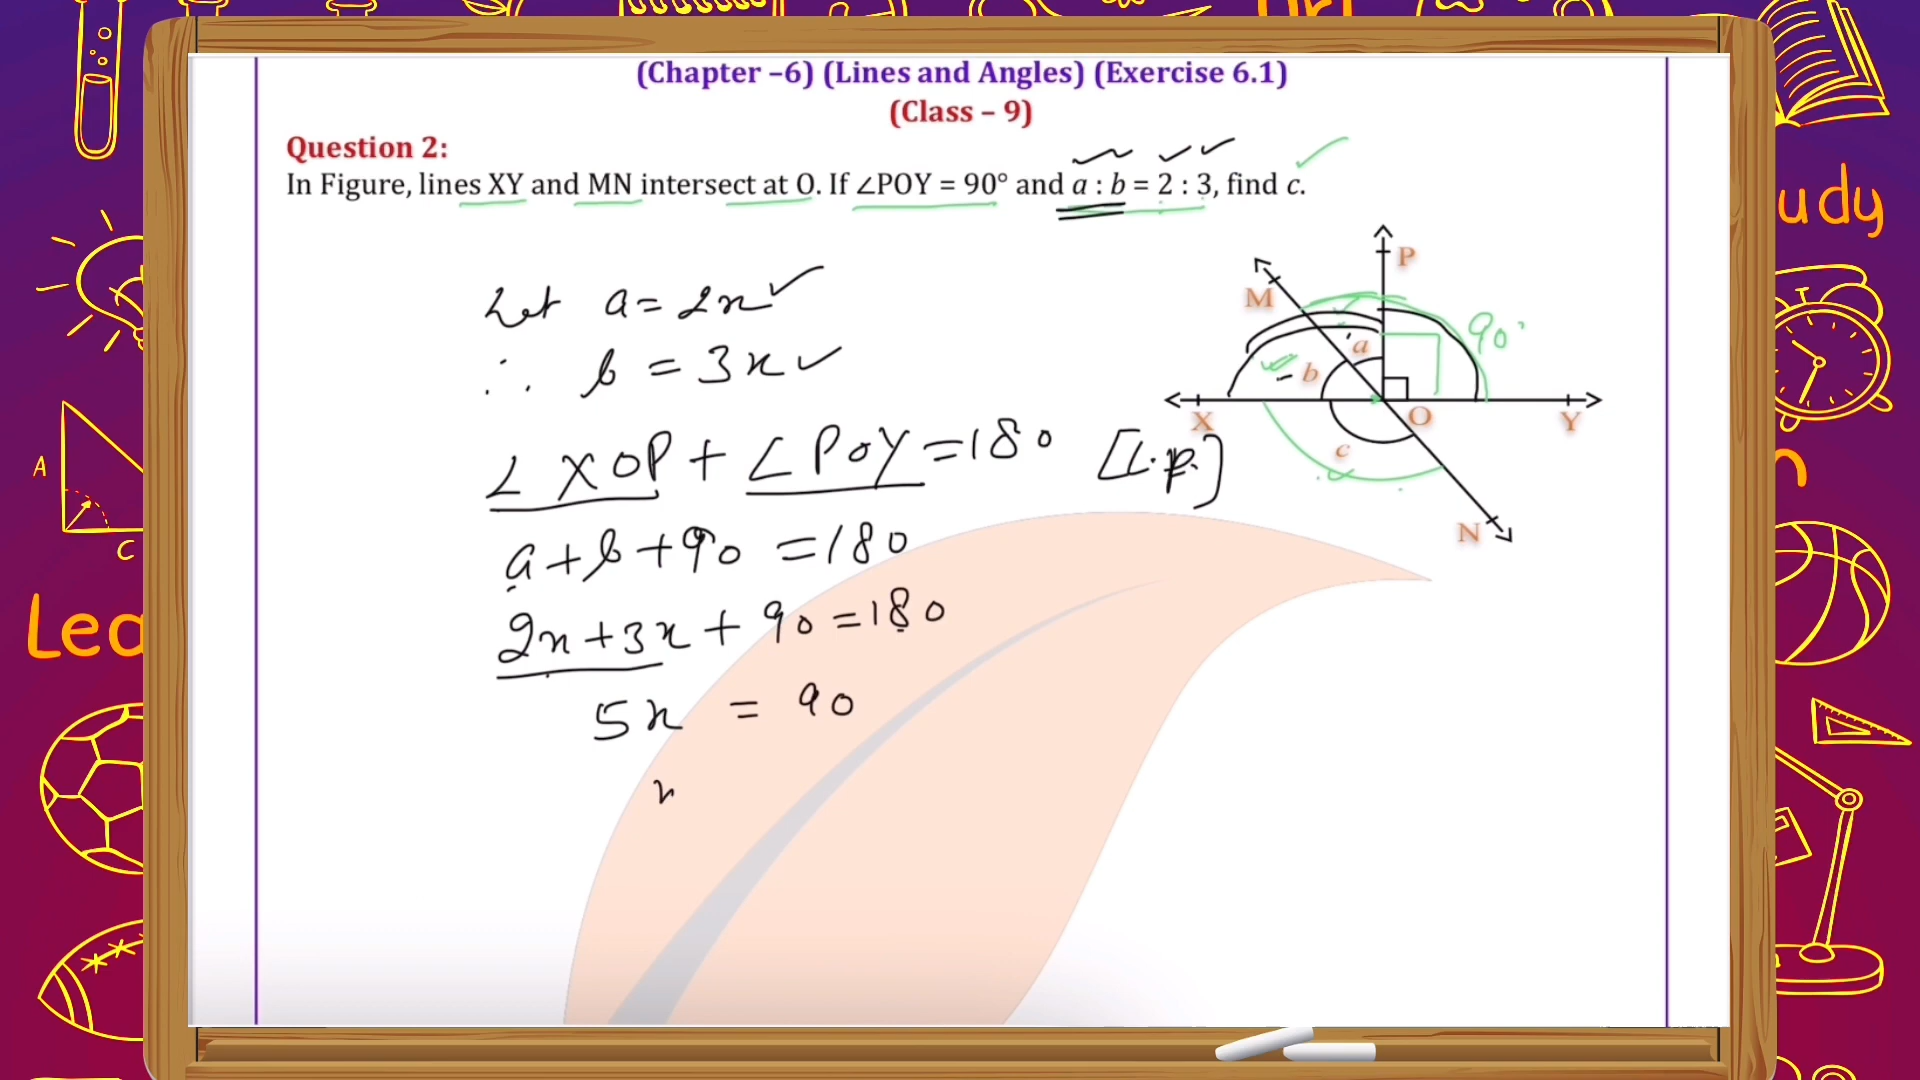 (Chapter –6) (Lines and Angles) (Exercise 6.1)
(Class – 9)
Question 2:
In Figure, lines XY and MN intersect at O. If ∠POY = 90° and a : b = 2 : 3, find c.
Let a = 2x
∴ b = 3x
∠XOP + ∠POY = 180 [L.P.]
a + b + 90 = 180
2x + 3x + 90 = 180
5x = 90
x
P
M
90°
a
b
X
O
Y
c
N
A
C
Lea
udy
n